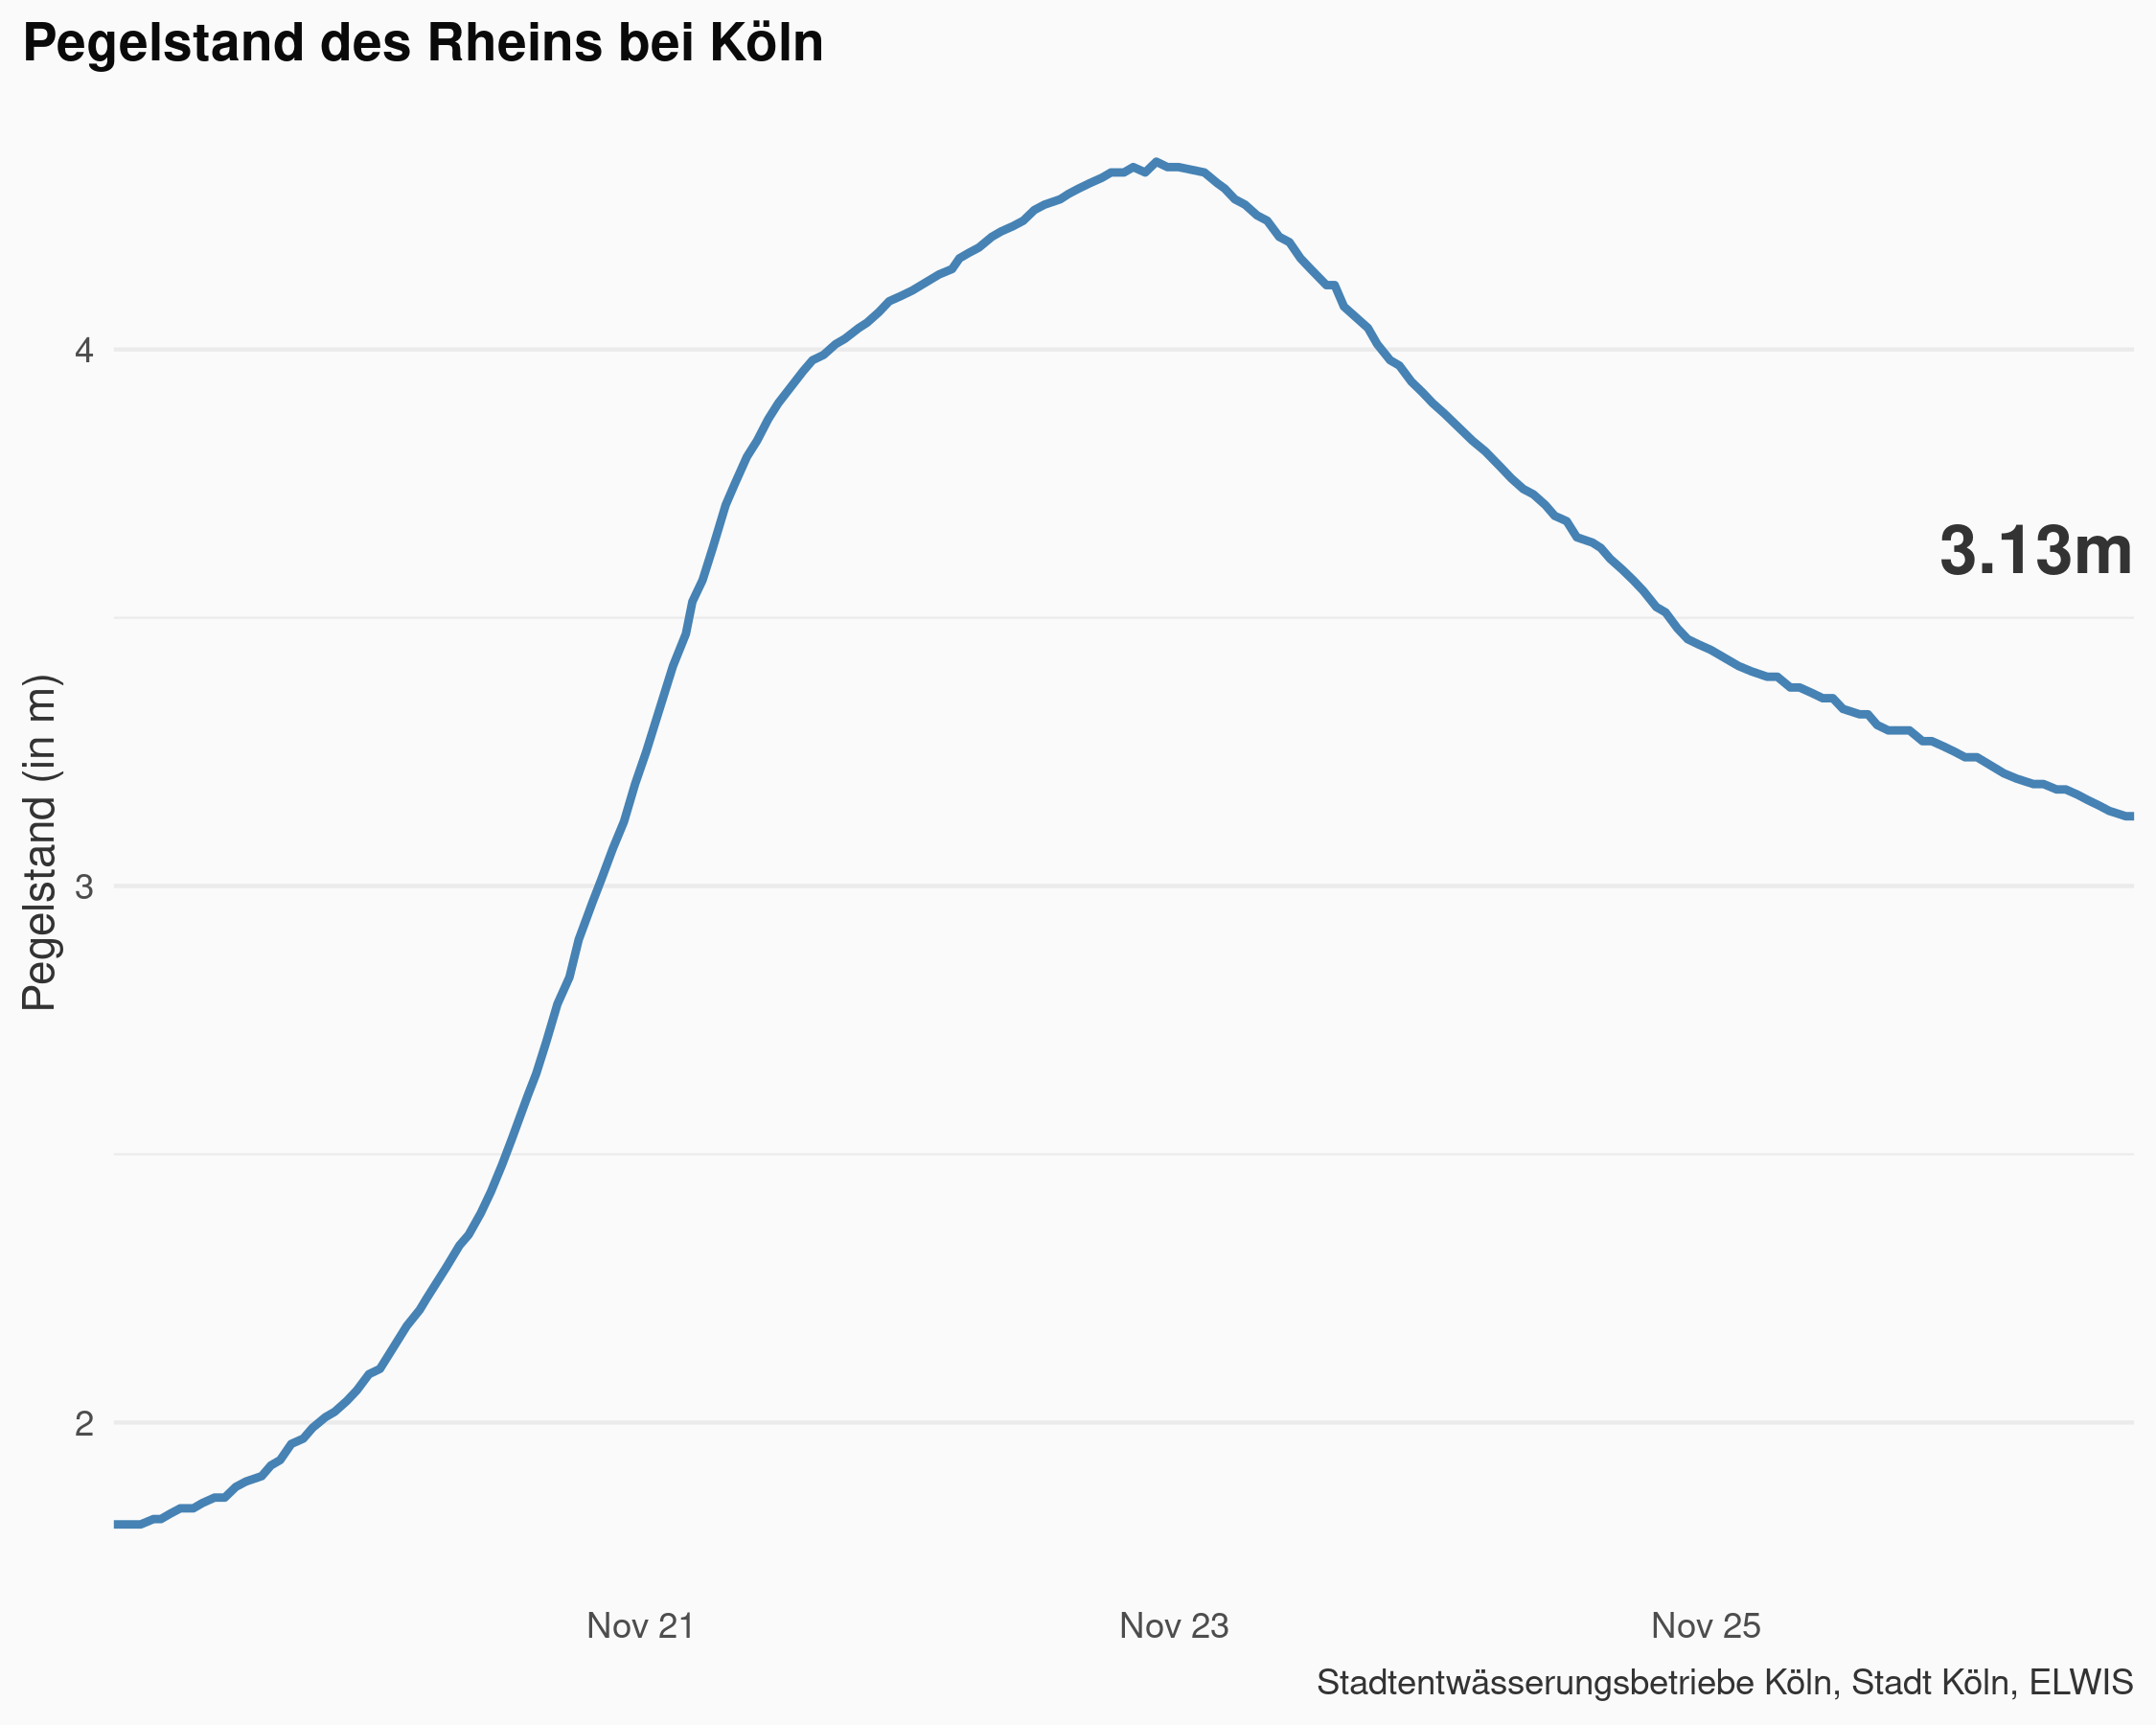 Pegelstand des Rheins bei Köln
Pegelstand (in m)
4
3
2
3.13m
Nov 21
Nov 23
Nov 25
Stadtentwässerungsbetriebe Köln, Stadt Köln, ELWIS